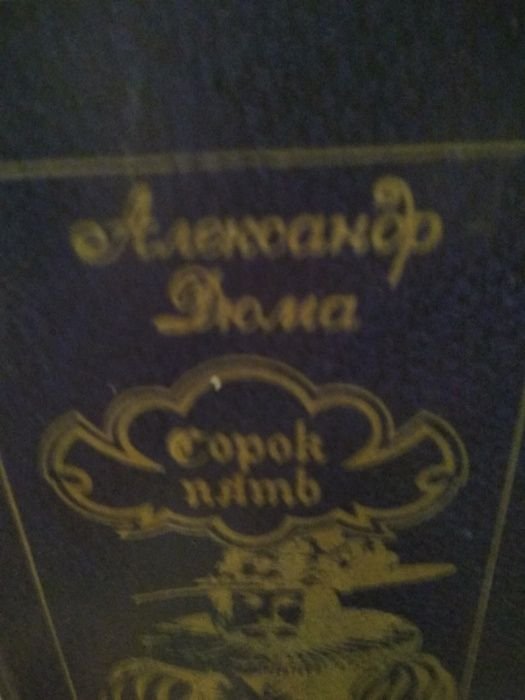 Александр
Дюма
Сорок
пять